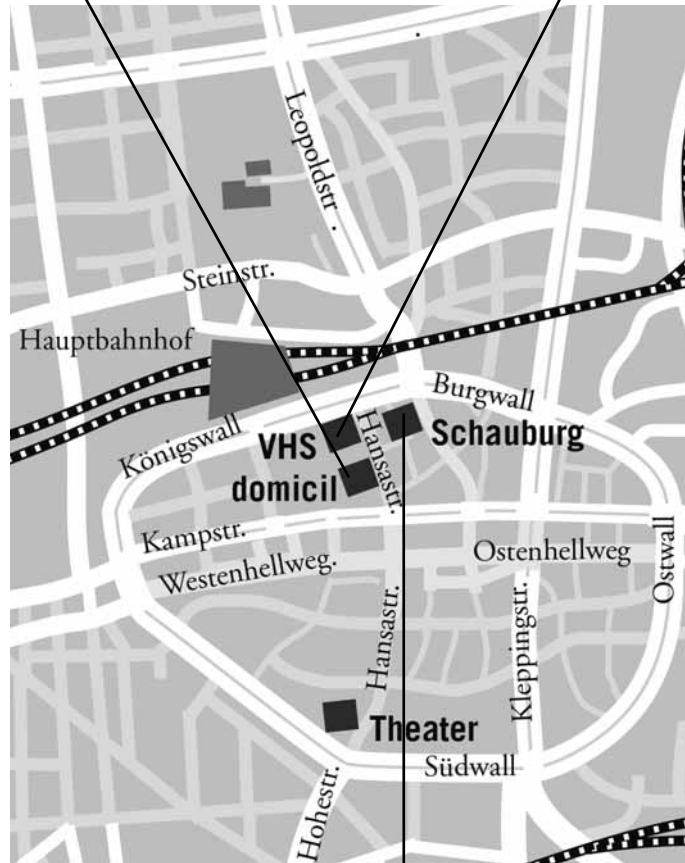 Leopoldstr.
Steinstr.
Hauptbahnhof
Burgwall
Königswall
VHS
Hansastr.
Schauburg
domicil
Kampstr.
Ostenhellweg
Westenhellweg.
Ostwall
Hansastr.
Kleppingstr.
Theater
Südwall
Hohestr.